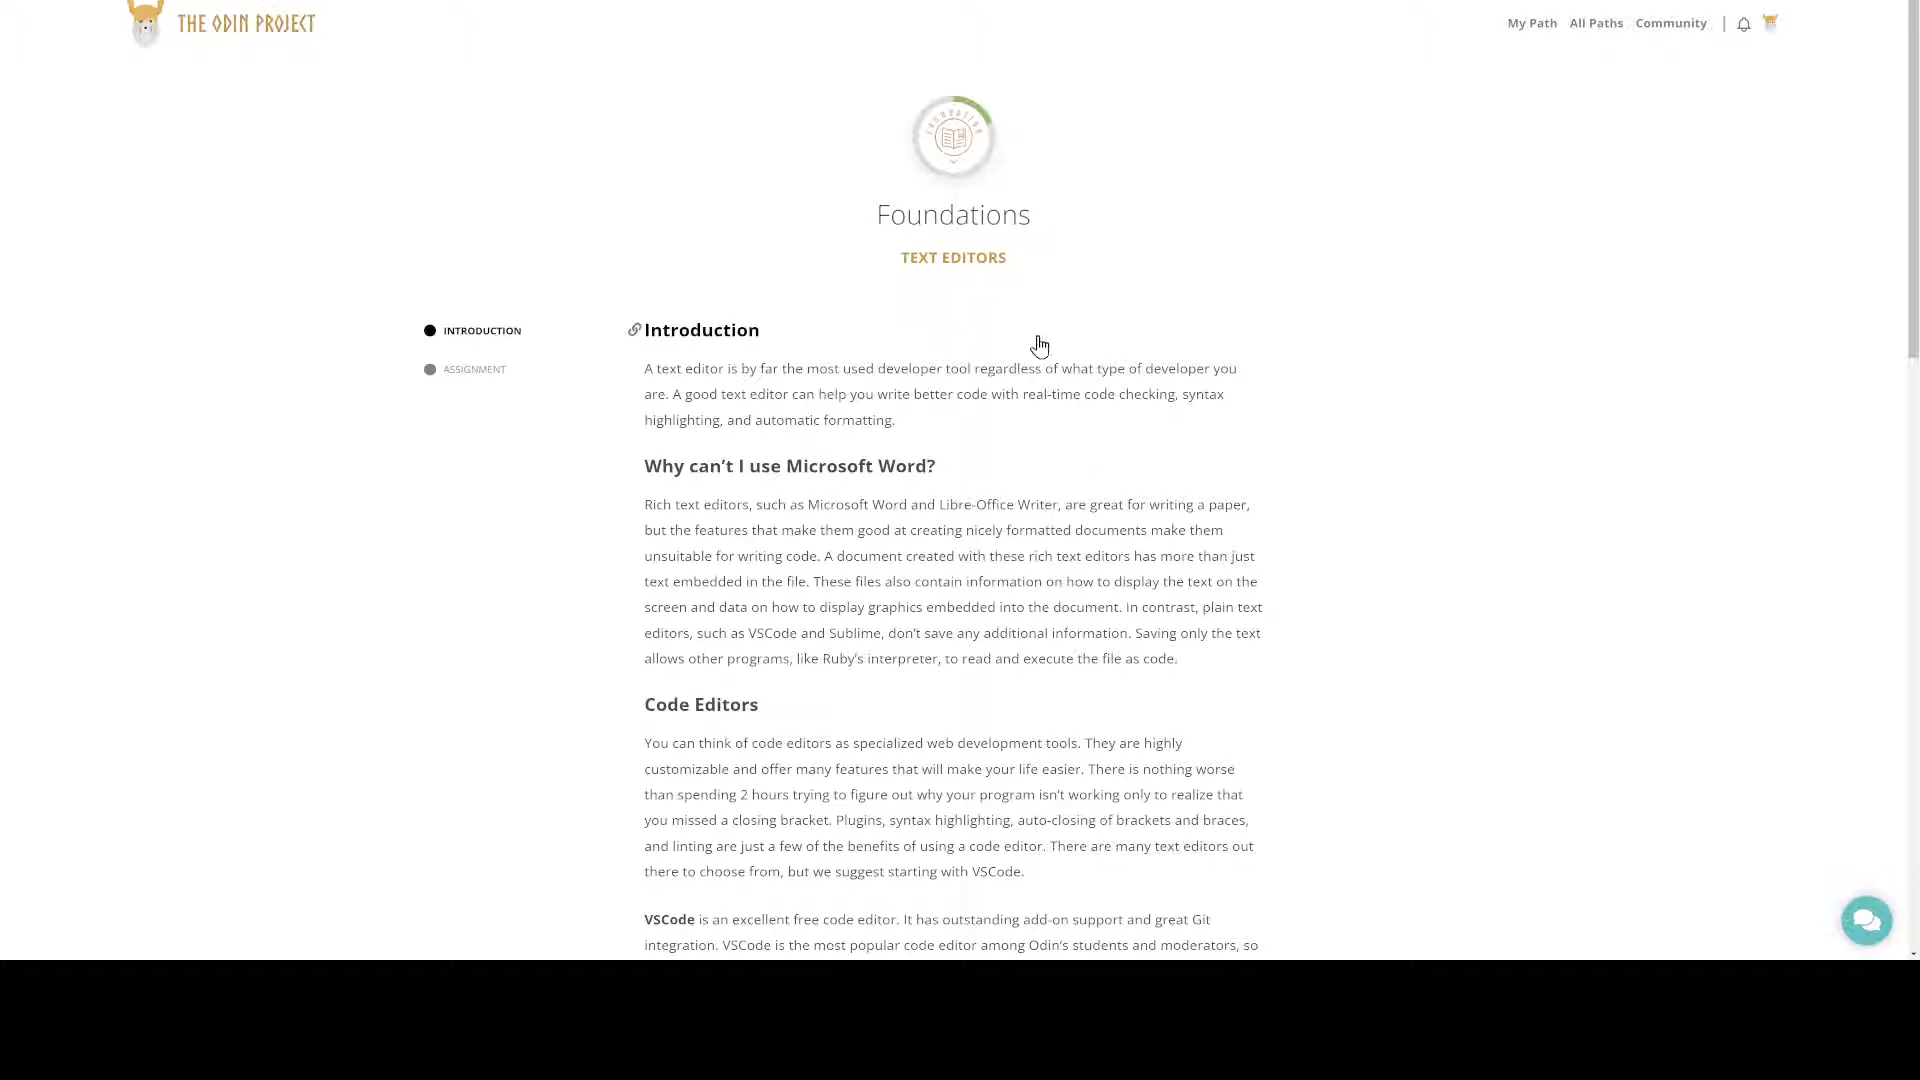 THE ODIN PROJECT
My Path
All Paths
Community
FOUNDATION
Foundations
TEXT EDITORS
INTRODUCTION
ASSIGNMENT
Introduction
A text editor is by far the most used developer tool regardless of what type of developer you
are. A good text editor can help you write better code with real-time code checking, syntax
highlighting, and automatic formatting.
Why can’t I use Microsoft Word?
Rich text editors, such as Microsoft Word and Libre-Office Writer, are great for writing a paper,
but the features that make them good at creating nicely formatted documents make them
unsuitable for writing code. A document created with these rich text editors has more than just
text embedded in the file. These files also contain information on how to display the text on the
screen and data on how to display graphics embedded into the document. In contrast, plain text
editors, such as VSCode and Sublime, don’t save any additional information. Saving only the text
allows other programs, like Ruby’s interpreter, to read and execute the file as code.
Code Editors
You can think of code editors as specialized web development tools. They are highly
customizable and offer many features that will make your life easier. There is nothing worse
than spending 2 hours trying to figure out why your program isn’t working only to realize that
you missed a closing bracket. Plugins, syntax highlighting, auto-closing of brackets and braces,
and linting are just a few of the benefits of using a code editor. There are many text editors out
there to choose from, but we suggest starting with VSCode.
VSCode is an excellent free code editor. It has outstanding add-on support and great Git
integration. VSCode is the most popular code editor among Odin’s students and moderators, so